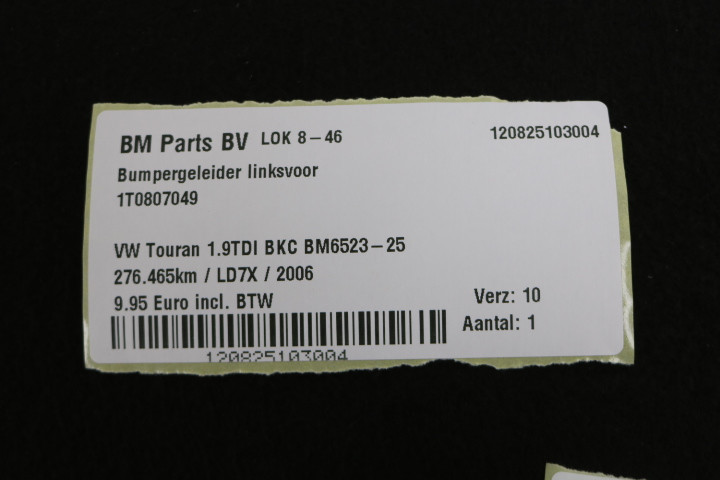 BM Parts BV LOK 8-46 120825103004
Bumpergeleider linksvoor
1T0807049
VW Touran 1.9TDI BKC BM6523-25
276.465km / LD7X / 2006
9.95 Euro incl. BTW
Verz: 10
Aantal: 1
120825103004